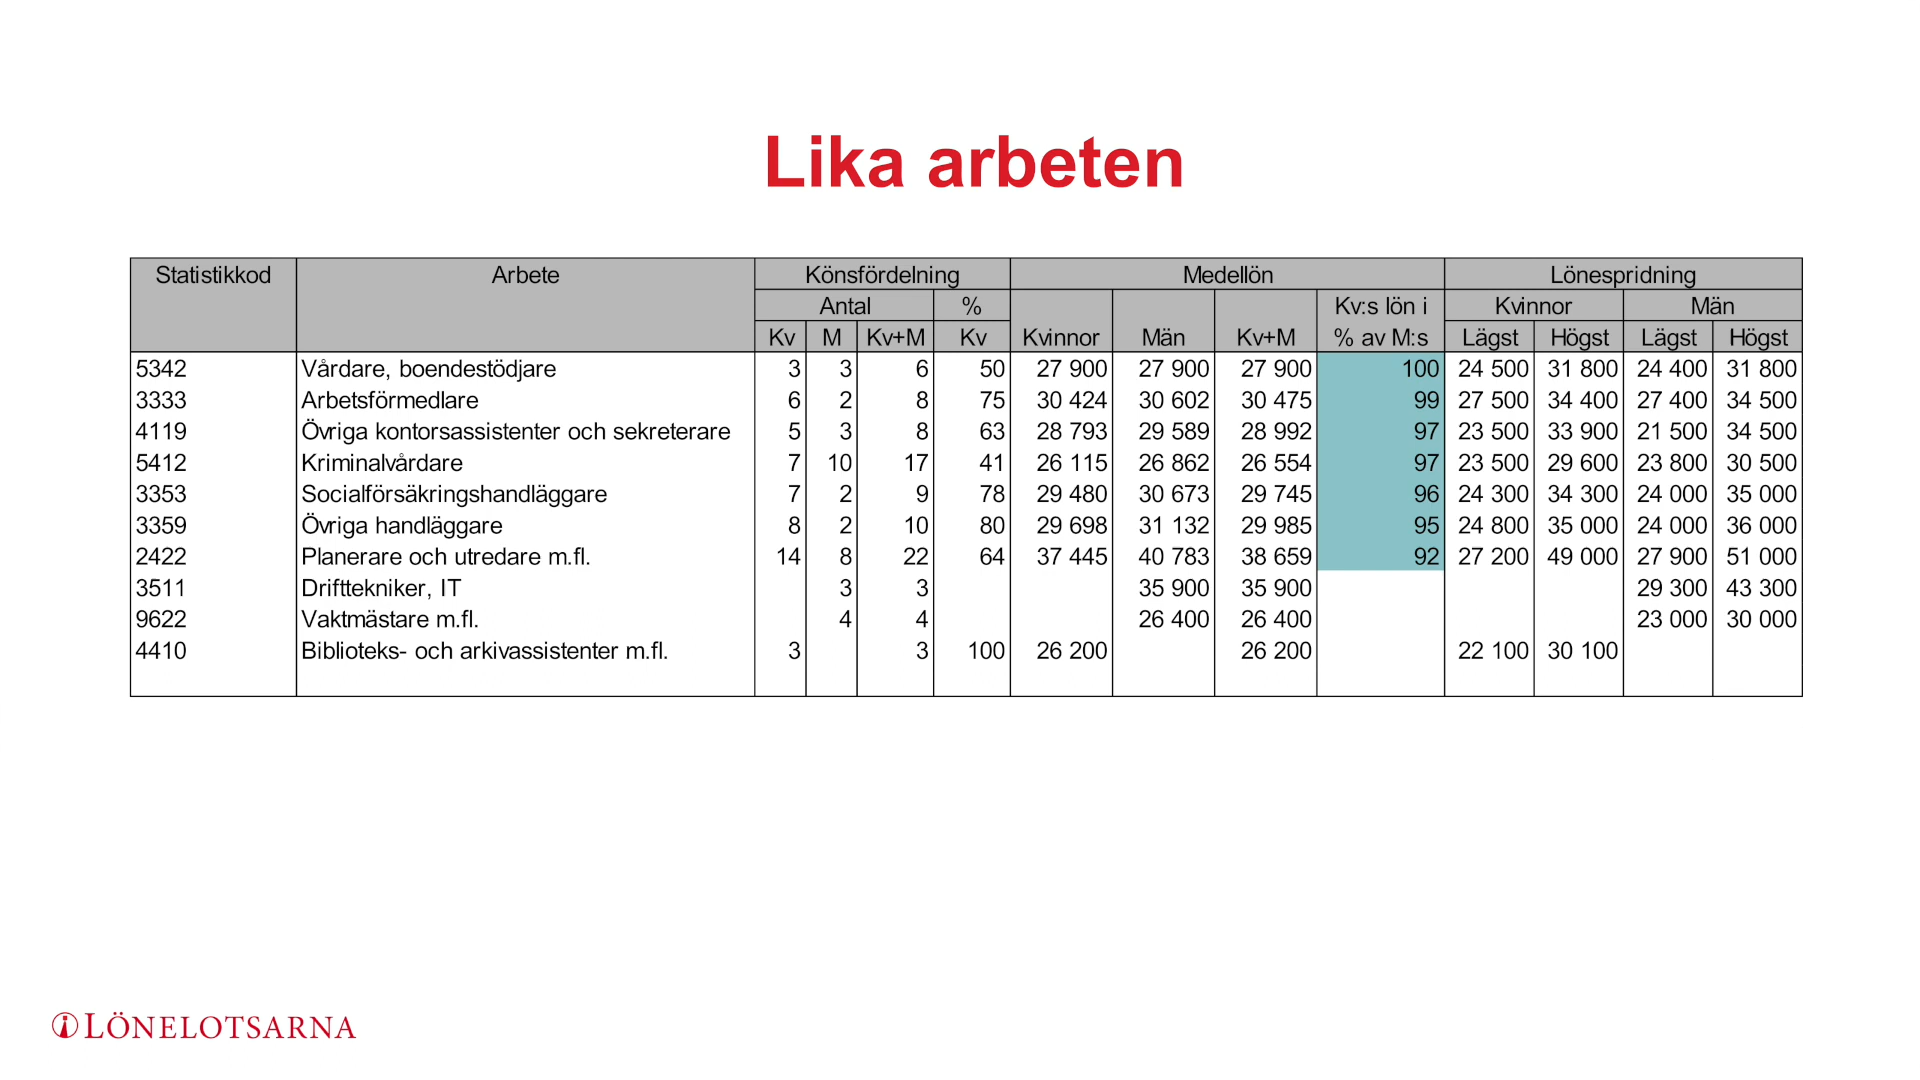 Lika arbeten
Statistikkod Arbete Könsfördelning Medellön Lönespridning
Antal % Kv:s lön i Kvinnor Män
Kv M Kv+M Kv Kvinnor Män Kv+M % av M:s Lägst Högst Lägst Högst
5342 Vårdare, boendestödjare 3 3 6 50 27 900 27 900 27 900 100 24 500 31 800 24 400 31 800
3333 Arbetsförmedlare 6 2 8 75 30 424 30 602 30 475 99 27 500 34 400 27 400 34 500
4119 Övriga kontorsassistenter och sekreterare 5 3 8 63 28 793 29 589 28 992 97 23 500 33 900 21 500 34 500
5412 Kriminalvårdare 7 10 17 41 26 115 26 862 26 554 97 23 500 29 600 23 800 30 500
3353 Socialförsäkringshandläggare 7 2 9 78 29 480 30 673 29 745 96 24 300 34 300 24 000 35 000
3359 Övriga handläggare 8 2 10 80 29 698 31 132 29 985 95 24 800 35 000 24 000 36 000
2422 Planerare och utredare m.fl. 14 8 22 64 37 445 40 783 38 659 92 27 200 49 000 27 900 51 000
3511 Drifttekniker, IT 3 3 35 900 35 900 29 300 43 300
9622 Vaktmästare m.fl. 4 4 26 400 26 400 23 000 30 000
4410 Biblioteks- och arkivassistenter m.fl. 3 3 100 26 200 26 200 22 100 30 100
LÖNELOTSARNA